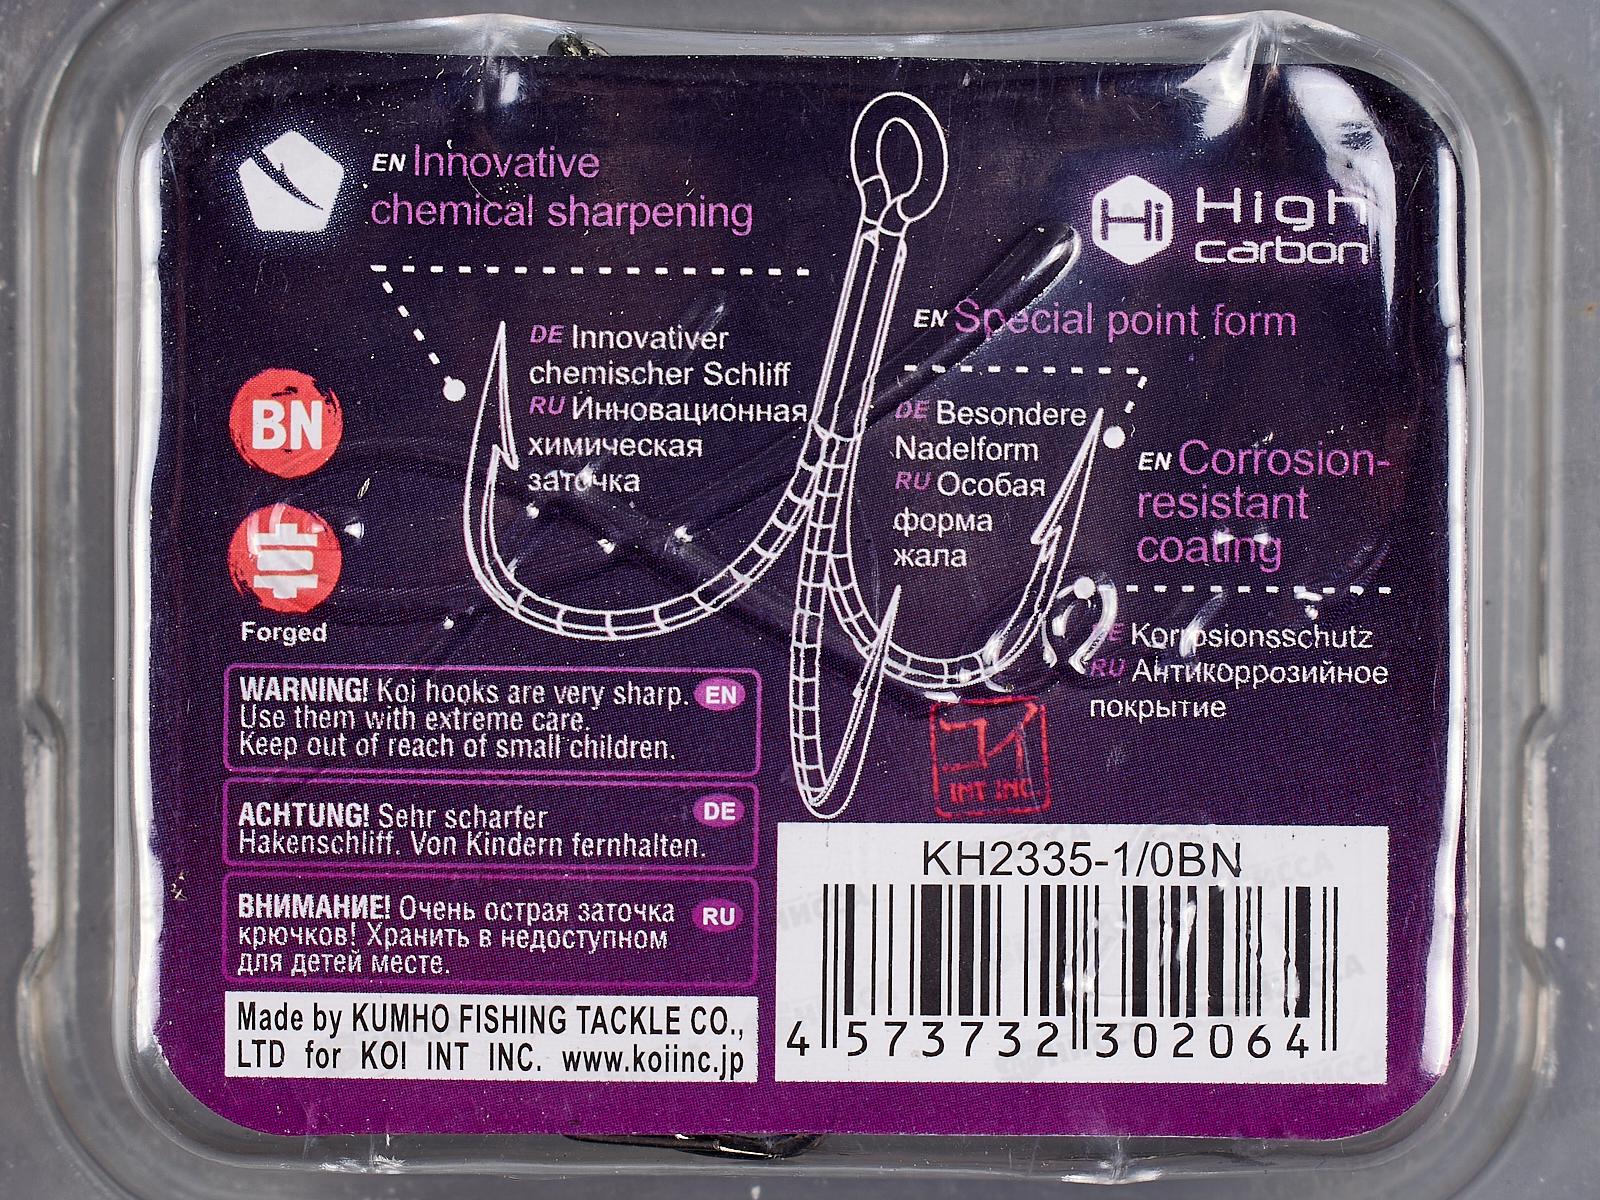 EN Innovative
chemical sharpening
Hi High
carbon
EN Special point form
DE Innovativer
chemischer Schliff
RU Инновационная
химическая
заточка
DE Besondere
Nadelform
RU Особая
форма
жала
EN Corrosion-
resistant
coating
DE Korrosionsschutz
RU Антикоррозийное
покрытие
BN
Forged
WARNING! Koi hooks are very sharp. EN
Use them with extreme care.
Keep out of reach of small children.
ACHTUNG! Sehr scharfer DE
Hakenschliff. Von Kindern fernhalten.
ВНИМАНИЕ! Очень острая заточка RU
крючков! Хранить в недоступном
для детей месте.
Made by KUMHO FISHING TACKLE CO.,
LTD for KOI INT INC. www.koiinc.jp
INT INC.
KH2335-1/0BN
4 573732 302064